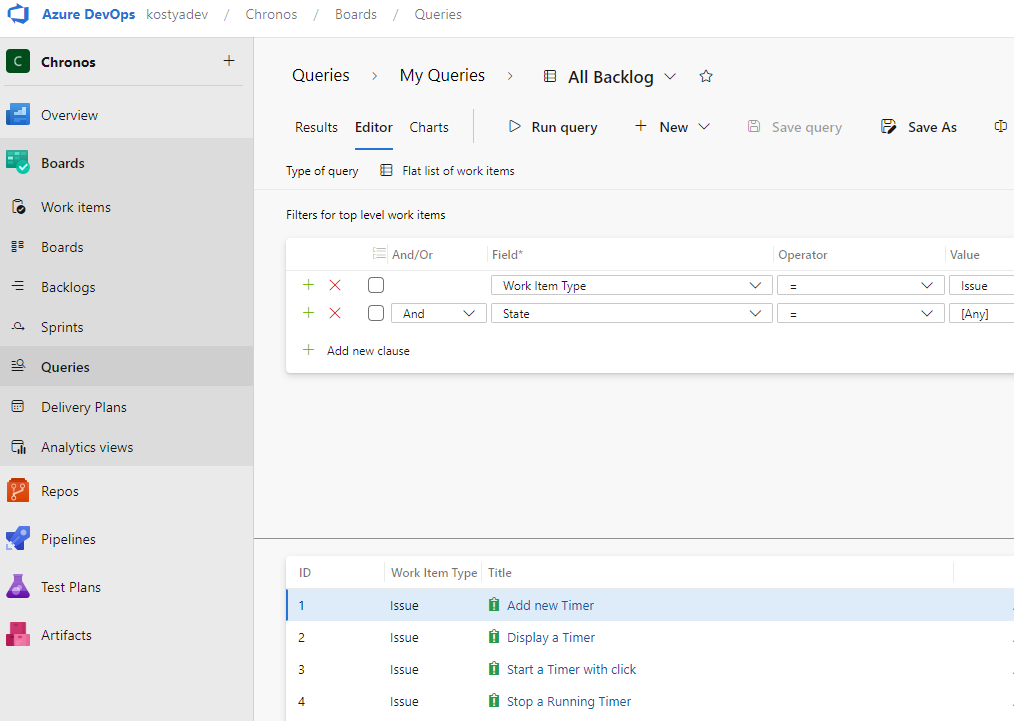 Azure DevOps kostyadev / Chronos / Boards / Queries
C Chronos
Overview
Boards
Work items
Boards
Backlogs
Sprints
Queries
Delivery Plans
Analytics views
Repos
Pipelines
Test Plans
Artifacts
Queries > My Queries > All Backlog
Results Editor Charts Run query + New Save query Save As
Type of query Flat list of work items
Filters for top level work items
And/Or Field* Operator Value
Work Item Type = Issue
And State = [Any]
+ Add new clause
ID Work Item Type Title
1 Issue Add new Timer
2 Issue Display a Timer
3 Issue Start a Timer with click
4 Issue Stop a Running Timer